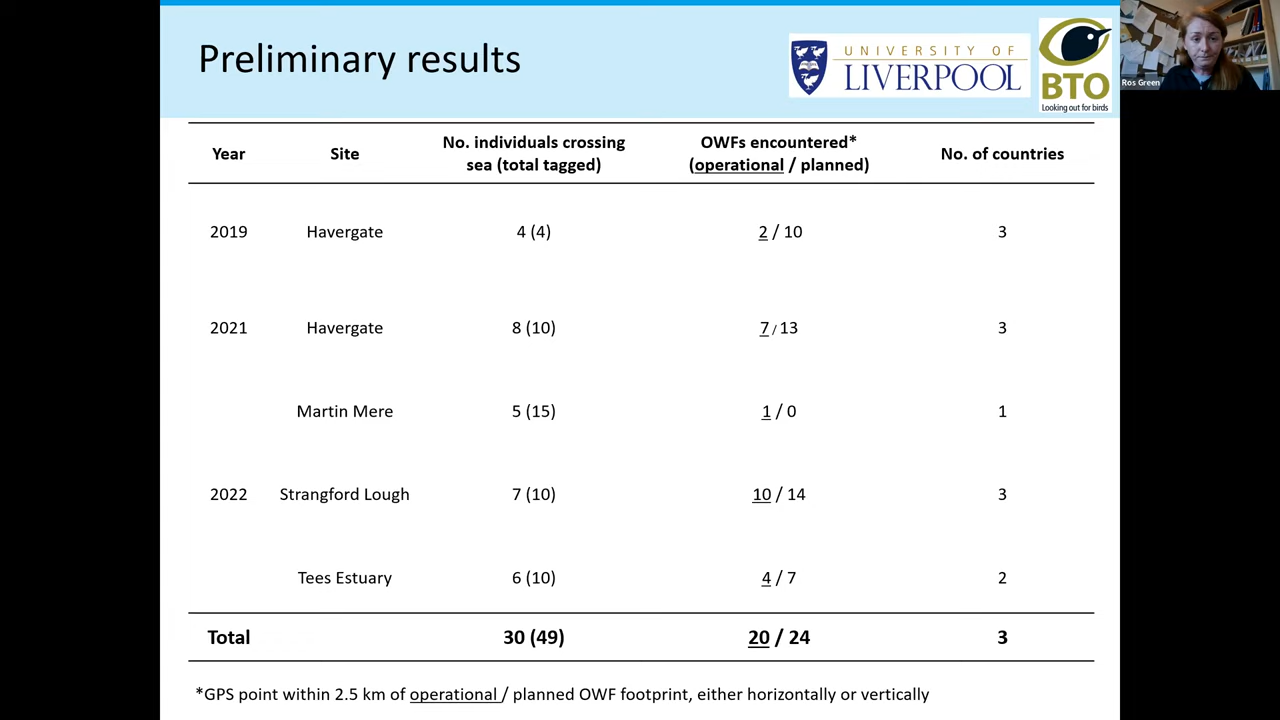 Preliminary results
UNIVERSITY OF
LIVERPOOL
BTO
Looking out for birds
Ros Green
Year Site No. individuals crossing sea (total tagged) OWFs encountered* (operational / planned) No. of countries
2019 Havergate 4 (4) 2 / 10 3
2021 Havergate 8 (10) 7 / 13 3
Martin Mere 5 (15) 1 / 0 1
2022 Strangford Lough 7 (10) 10 / 14 3
Tees Estuary 6 (10) 4 / 7 2
Total 30 (49) 20 / 24 3
*GPS point within 2.5 km of operational / planned OWF footprint, either horizontally or vertically